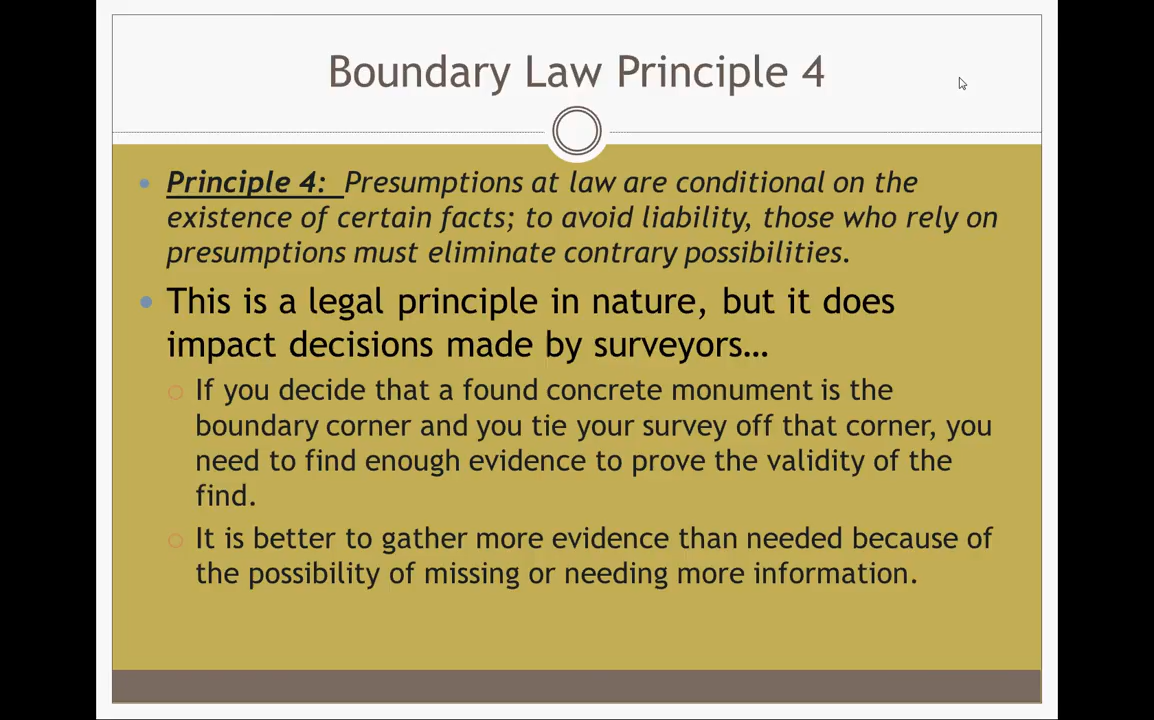 Boundary Law Principle 4
Principle 4: Presumptions at law are conditional on the
existence of certain facts; to avoid liability, those who rely on
presumptions must eliminate contrary possibilities.
This is a legal principle in nature, but it does
impact decisions made by surveyors…
If you decide that a found concrete monument is the
boundary corner and you tie your survey off that corner, you
need to find enough evidence to prove the validity of the
find.
It is better to gather more evidence than needed because of
the possibility of missing or needing more information.